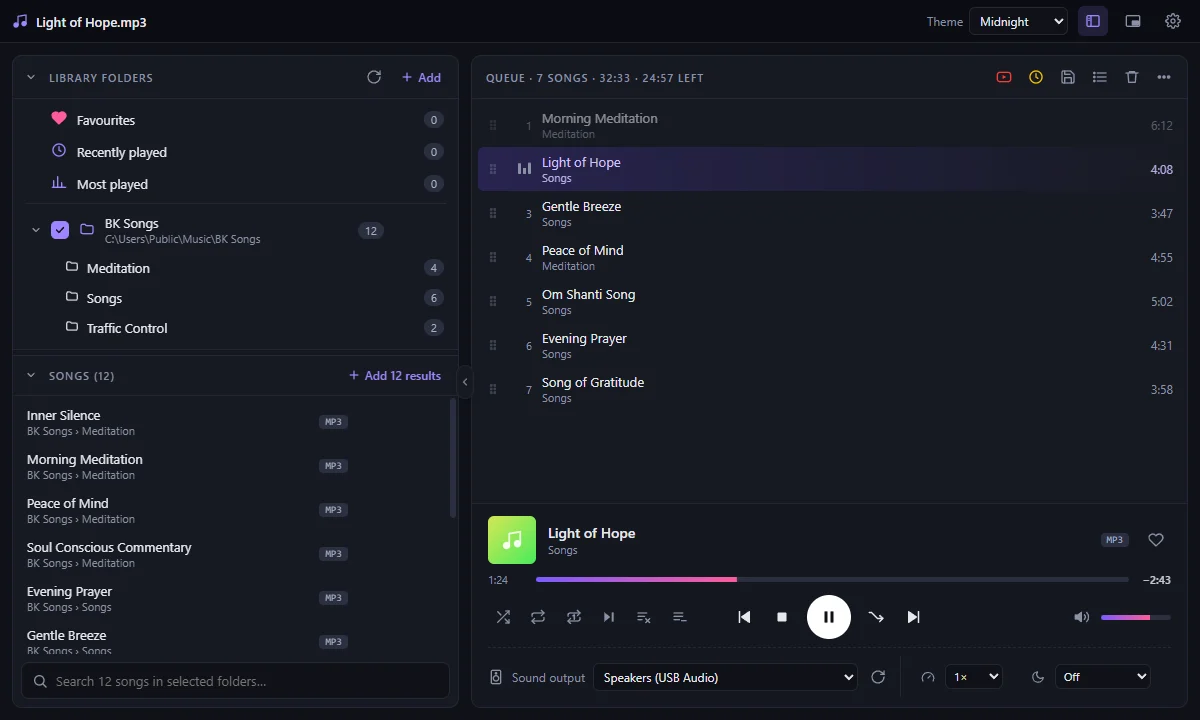 Light of Hope.mp3
Theme
Midnight
LIBRARY FOLDERS
+ Add
Favourites
0
Recently played
0
Most played
0
BK Songs
12
C:\Users\Public\Music\BK Songs
Meditation
4
Songs
6
Traffic Control
2
SONGS (12)
+ Add 12 results
Inner Silence
BK Songs › Meditation
MP3
Morning Meditation
BK Songs › Meditation
MP3
Peace of Mind
BK Songs › Meditation
MP3
Soul Conscious Commentary
BK Songs › Meditation
MP3
Evening Prayer
BK Songs › Songs
MP3
Gentle Breeze
BK Songs › Songs
MP3
Search 12 songs in selected folders...
QUEUE · 7 SONGS · 32:33 · 24:57 LEFT
1
Morning Meditation
Meditation
6:12
Light of Hope
Songs
4:08
3
Gentle Breeze
Songs
3:47
4
Peace of Mind
Meditation
4:55
5
Om Shanti Song
Songs
5:02
6
Evening Prayer
Songs
4:31
7
Song of Gratitude
Songs
3:58
Light of Hope
Songs
MP3
1:24
−2:43
Sound output
Speakers (USB Audio)
1×
Off